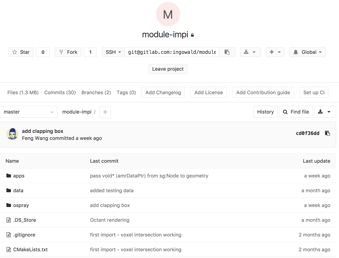 M
module-impi
Star 0 Fork 1 SSH git@gitlab.com:ingowald/module Global
Leave project
Files (1.3 MB) Commits (30) Branches (2) Tags (0) Add Changelog Add License Add Contribution guide Set up CI
master module-impi / + History Find file
add clapping box
Feng Wang committed a week ago cd0f36dd
Name Last commit Last update
apps pass void* (amr/DataPtr) from sg:Node to geometry a week ago
data added testing data a month ago
ospray add clapping box a week ago
.DS_Store Octant rendering a month ago
.gitignore first import - voxel intersection working 2 months ago
CMakeLists.txt first import - voxel intersection working 2 months ago